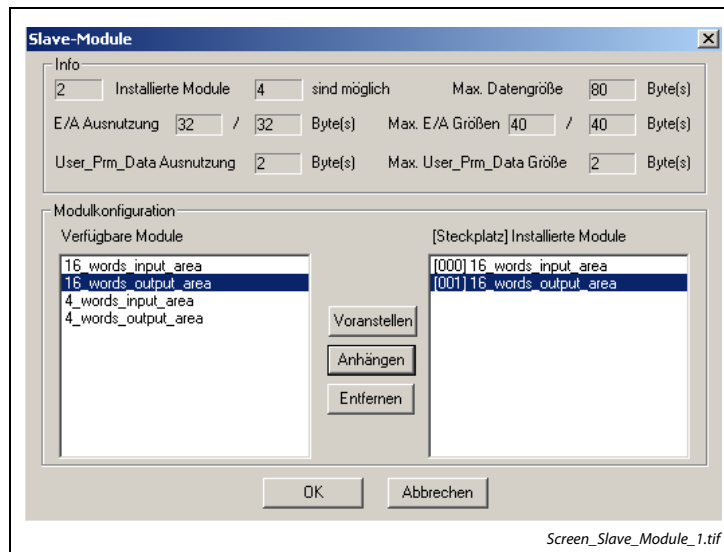 Slave-Module
Info
2 Installierte Module 4 sind möglich Max. Datengröße 80 Byte(s)
E/A Ausnutzung 32 / 32 Byte(s) Max. E/A Größen 40 / 40 Byte(s)
User_Prm_Data Ausnutzung 2 Byte(s) Max. User_Prm_Data Größe 2 Byte(s)
Modulkonfiguration
Verfügbare Module [Steckplatz] Installierte Module
16_words_input_area [000] 16_words_input_area
16_words_output_area [001] 16_words_output_area
4_words_input_area
4_words_output_area
Voranstellen
Anhängen
Entfernen
OK Abbrechen
Screen_Slave_Module_1.tif